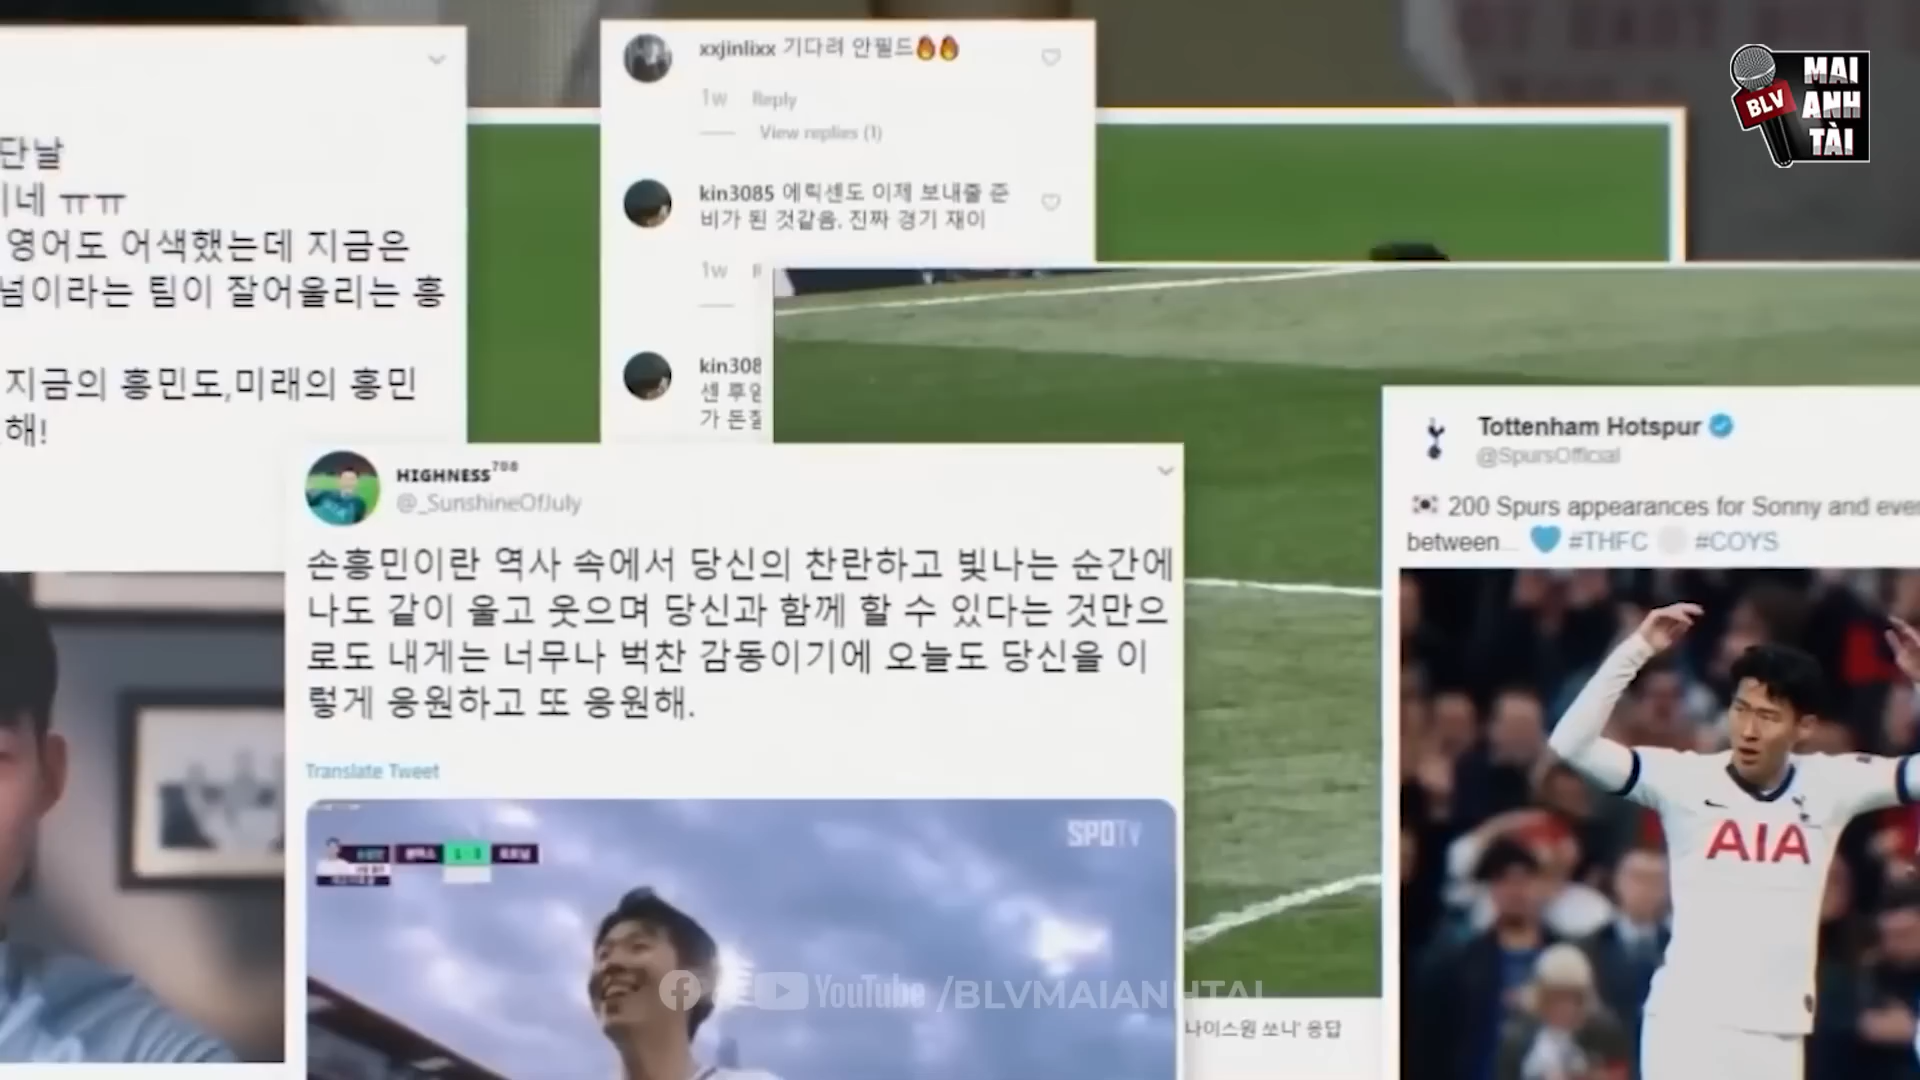 단날
네 ㅠㅠ
영어도 어색했는데 지금은
넘이라는 팀이 잘어울리는 흥
지금의 흥민도,미래의 흥민
해!
xxjinlixx 기다려 안필드🔥🔥
1w Reply
View replies (1)
kin3085 에릭센도 이제 보내줄 준
비가 된 것같음. 진짜 경기 재이
1w
kin308
센 후
가 돈
HIGHNESS⁷⁰⁸
@_SunshineOfJuly
손흥민이란 역사 속에서 당신의 찬란하고 빛나는 순간에
나도 같이 울고 웃으며 당신과 함께 할 수 있다는 것만으
로도 내게는 너무나 벅찬 감동이기에 오늘도 당신을 이
렇게 응원하고 또 응원해.
Translate Tweet
SPOTV
Tottenham Hotspur
@SpursOfficial
🇰🇷 200 Spurs appearances for Sonny and ever
between... 💙 #THFC 🤍 #COYS
AIA
나이스원 쏘니' 응답
YouTube /BLVMAIANHTAI
BLV
MAI
ANH
TÀI